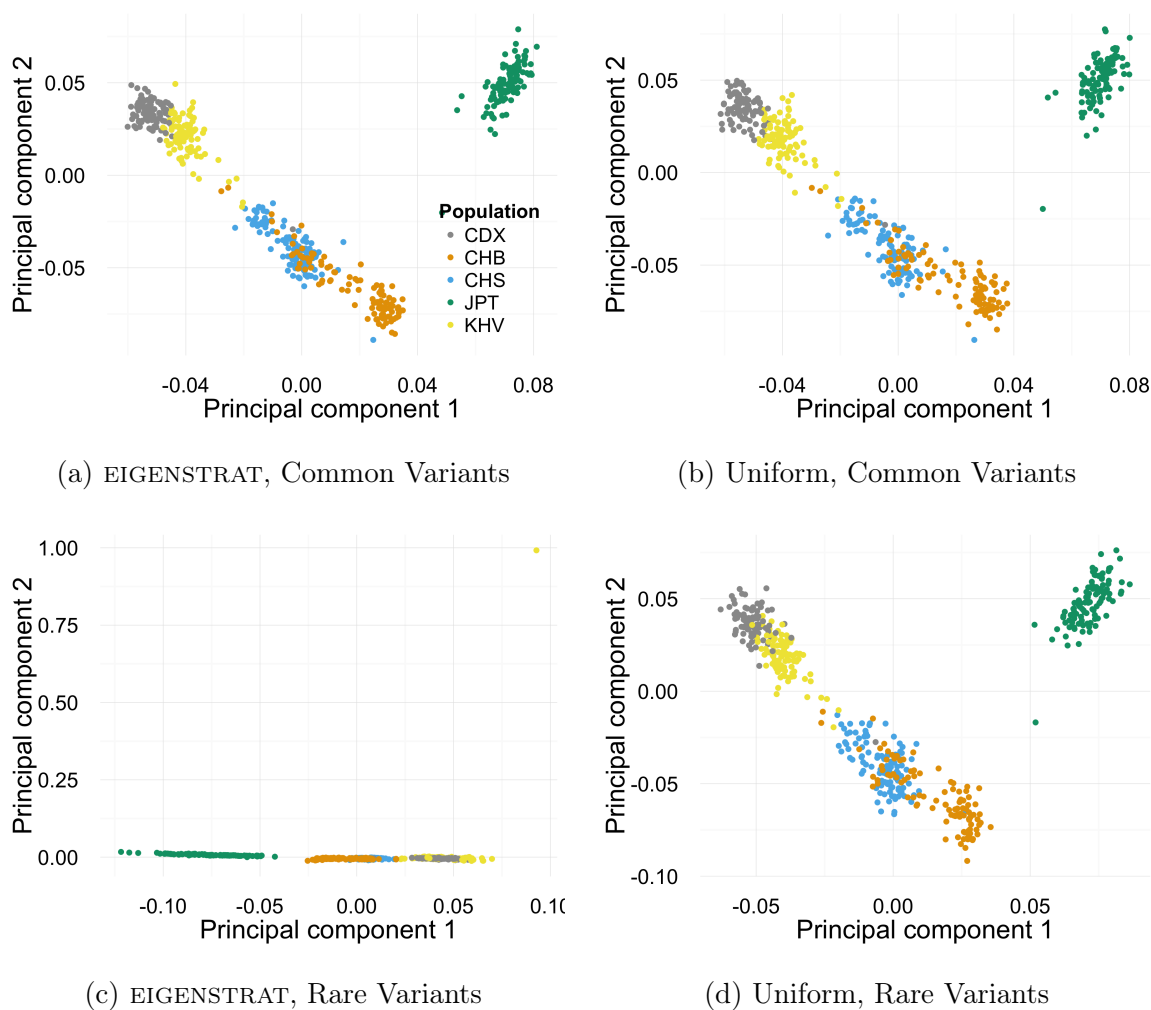 Principal component 2
0.05
0.00
-0.05
-0.04
0.00
0.04
0.08
Principal component 1
Population
CDX
CHB
CHS
JPT
KHV
(a) EIGENSTRAT, Common Variants
Principal component 2
0.05
0.00
-0.05
-0.04
0.00
0.04
0.08
Principal component 1
(b) Uniform, Common Variants
Principal component 2
1.00
0.75
0.50
0.25
0.00
-0.10
-0.05
0.00
0.05
0.10
Principal component 1
(c) EIGENSTRAT, Rare Variants
Principal component 2
0.05
0.00
-0.05
-0.10
-0.05
0.00
0.05
Principal component 1
(d) Uniform, Rare Variants